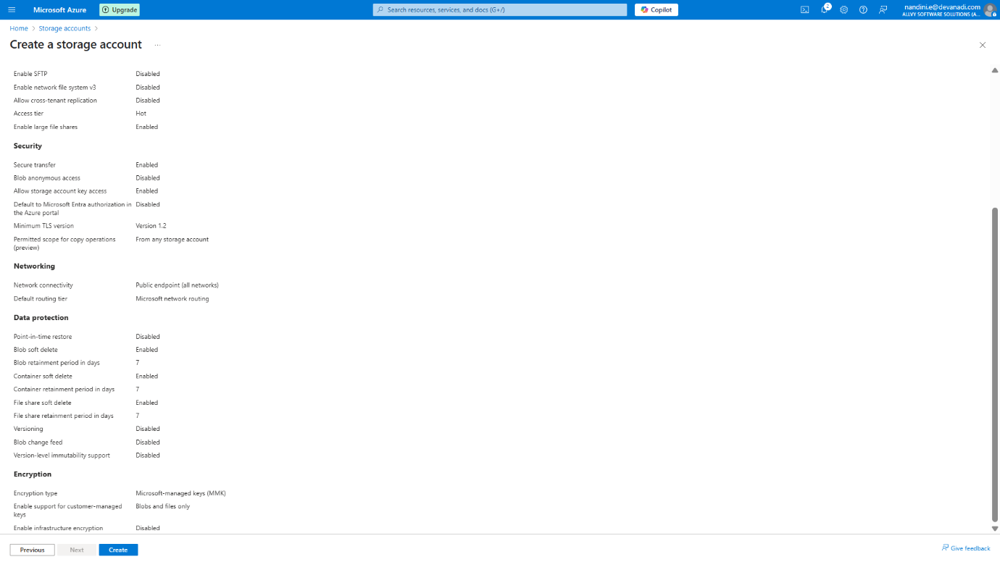 Microsoft Azure
Upgrade
Search resources, services, and docs (G+/)
Copilot
2
nandini.e@devanadi.com
ALLVY SOFTWARE SOLUTIONS (A...
Home > Storage accounts >
Create a storage account ...
Enable SFTP Disabled
Enable network file system v3 Disabled
Allow cross-tenant replication Disabled
Access tier Hot
Enable large file shares Enabled
Security
Secure transfer Enabled
Blob anonymous access Disabled
Allow storage account key access Enabled
Default to Microsoft Entra authorization in Disabled
the Azure portal
Minimum TLS version Version 1.2
Permitted scope for copy operations From any storage account
(preview)
Networking
Network connectivity Public endpoint (all networks)
Default routing tier Microsoft network routing
Data protection
Point-in-time restore Disabled
Blob soft delete Enabled
Blob retainment period in days 7
Container soft delete Enabled
Container retainment period in days 7
File share soft delete Enabled
File share retainment period in days 7
Versioning Disabled
Blob change feed Disabled
Version-level immutability support Disabled
Encryption
Encryption type Microsoft-managed keys (MMK)
Enable support for customer-managed Blobs and files only
keys
Enable infrastructure encryption Disabled
Previous Next Create
Give feedback